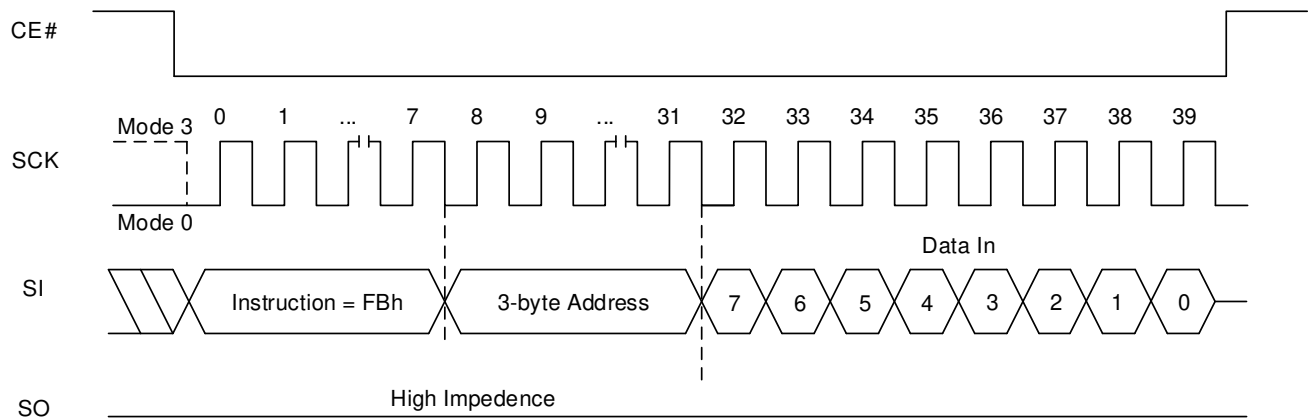 CE#
0 1 ... 7 8 9 ... 31 32 33 34 35 36 37 38 39
Mode 3
SCK
Mode 0
Data In
SI
Instruction = FBh 3-byte Address 7 6 5 4 3 2 1 0
High Impedence
SO